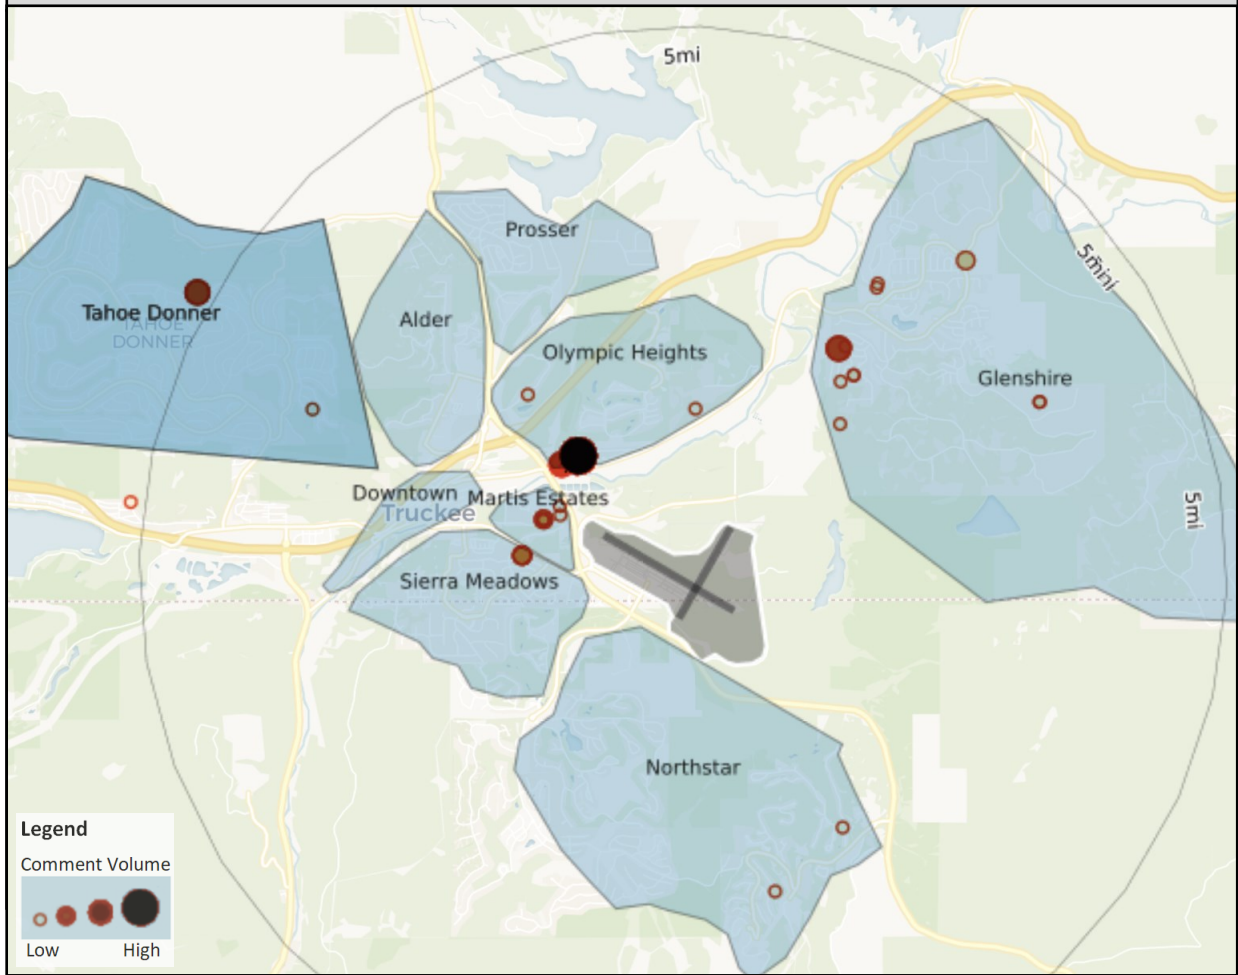 5mi
Prosser
5mini
Tahoe Donner
TAHOE
DONNER
Alder
Olympic Heights
Glenshire
Downtown
Martis Estates
Truckee
5mi
Sierra Meadows
Northstar
Legend
Comment Volume
Low
High